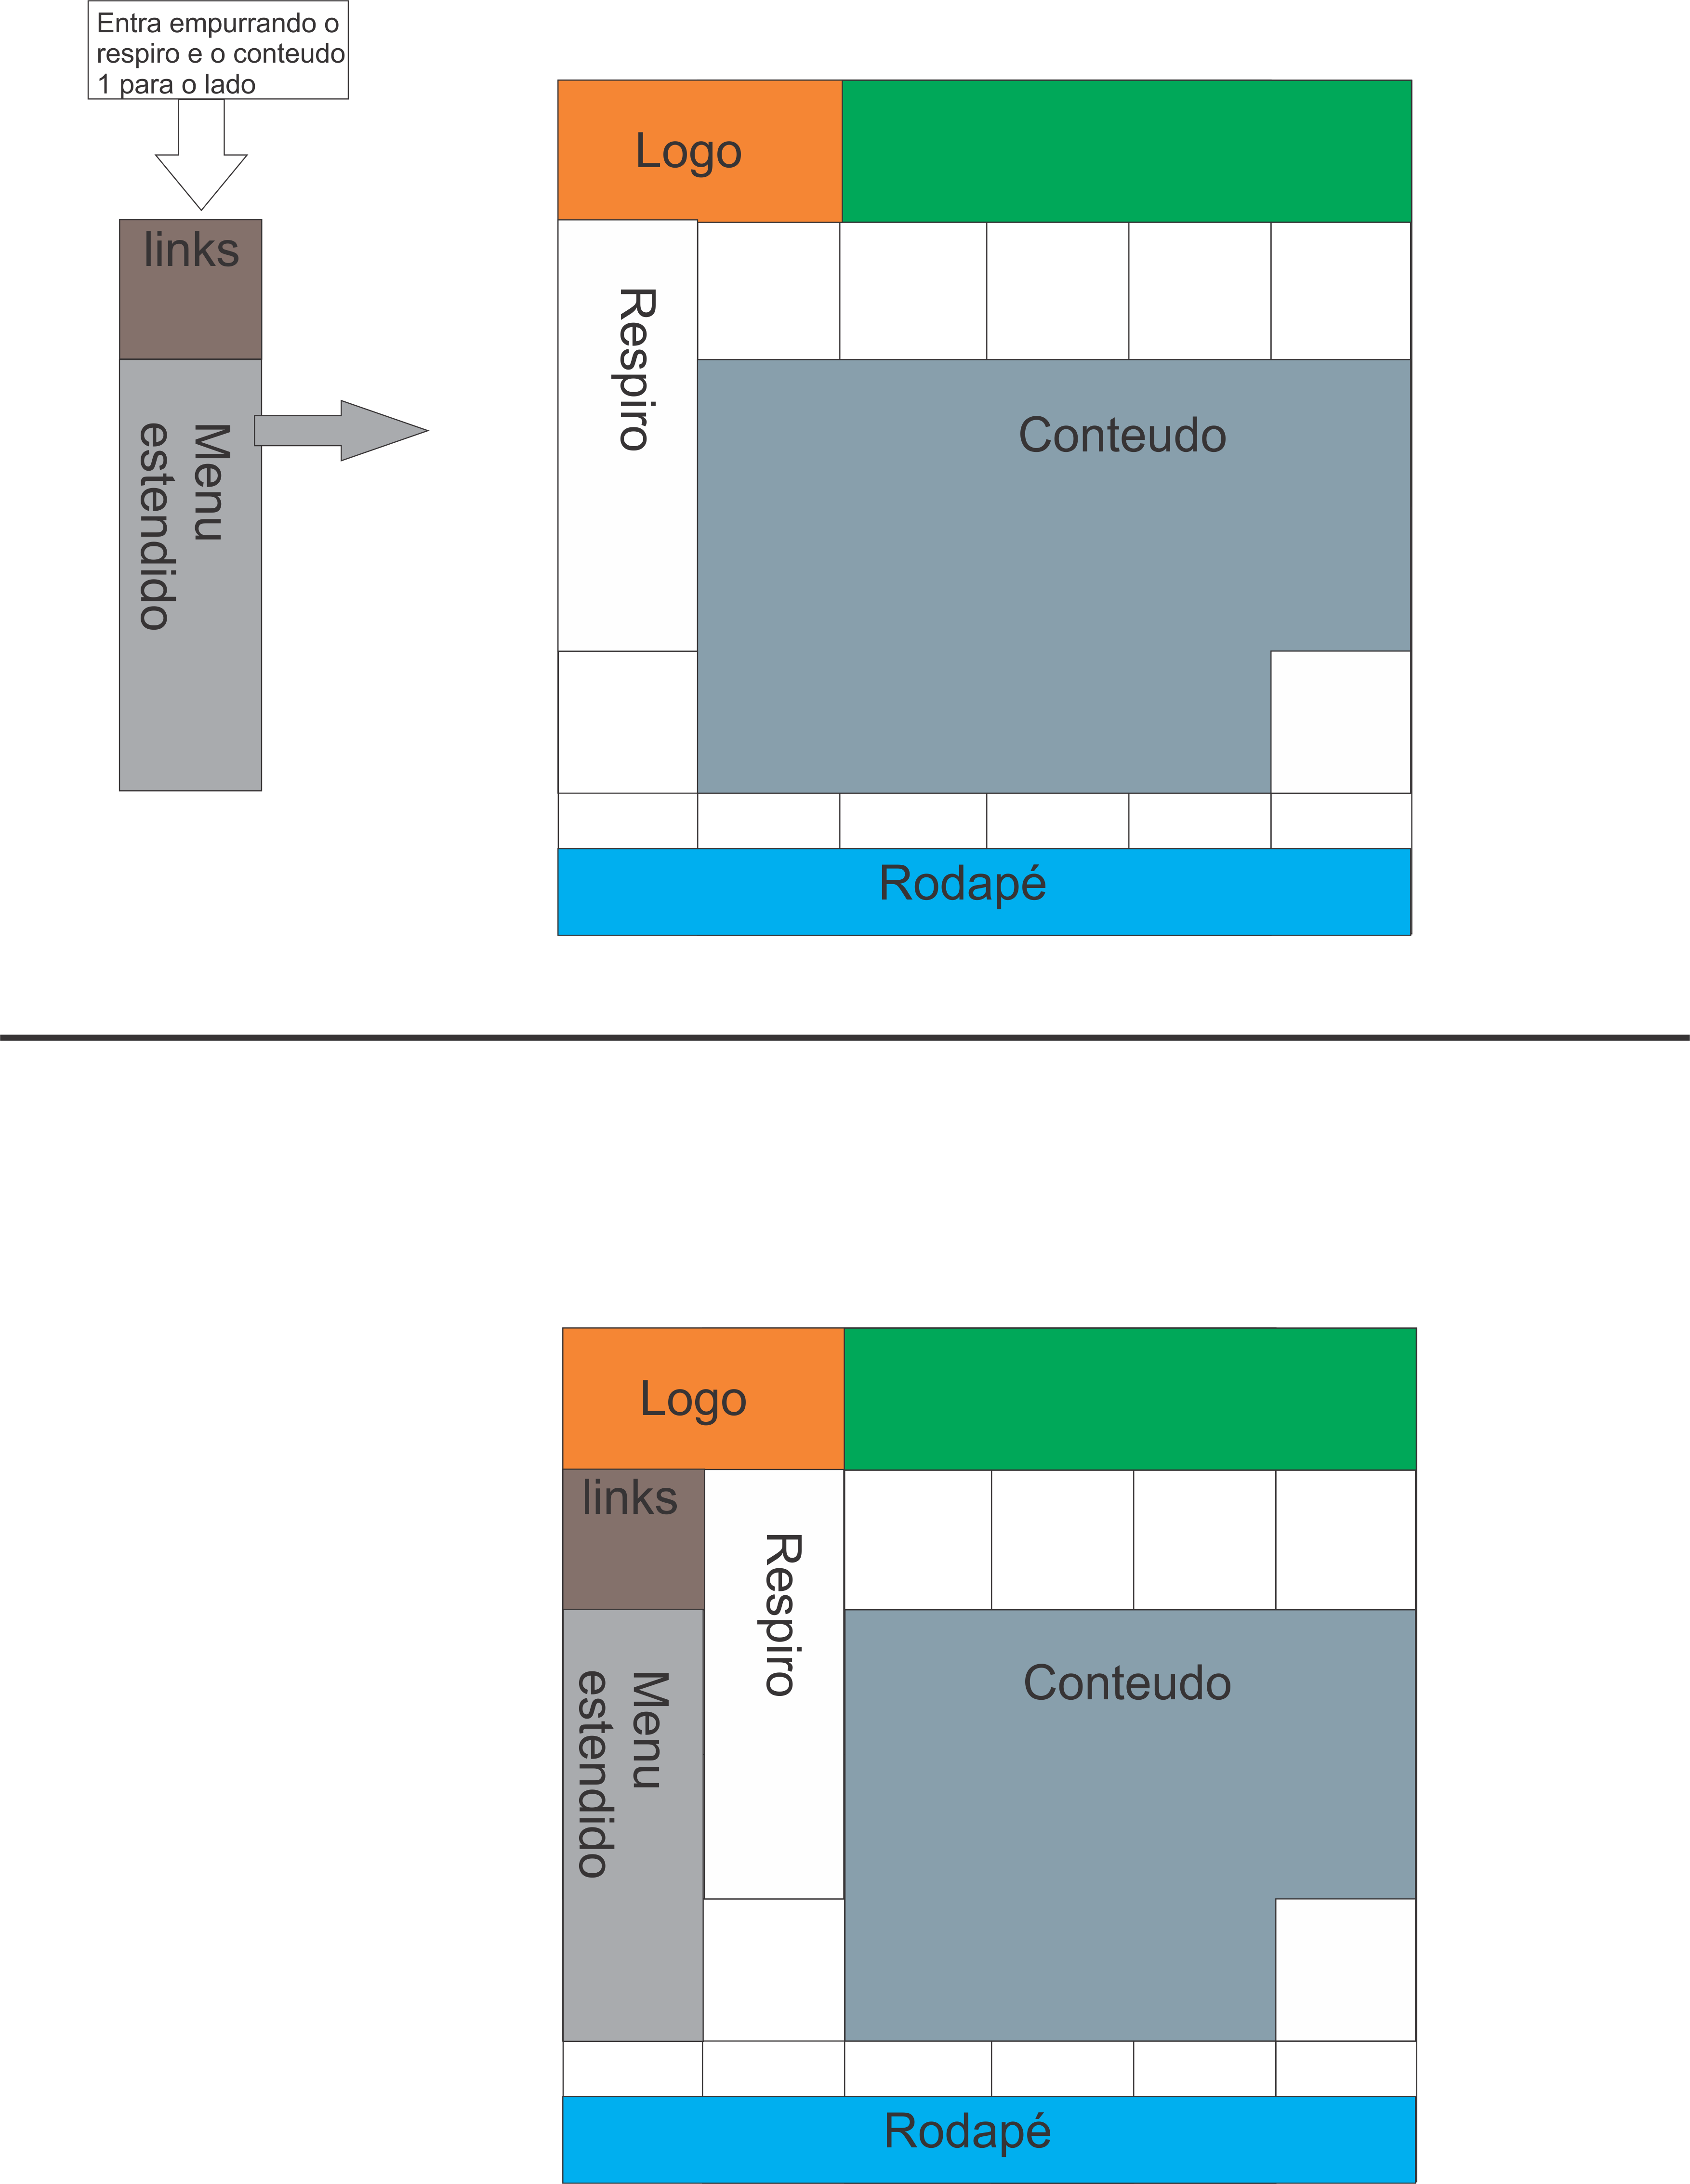 Entra empurrando o
respiro e o conteudo
1 para o lado
Logo
links
Respiro
Menu
estendido
Conteudo
Rodapé
Logo
links
Respiro
Menu
estendido
Conteudo
Rodapé